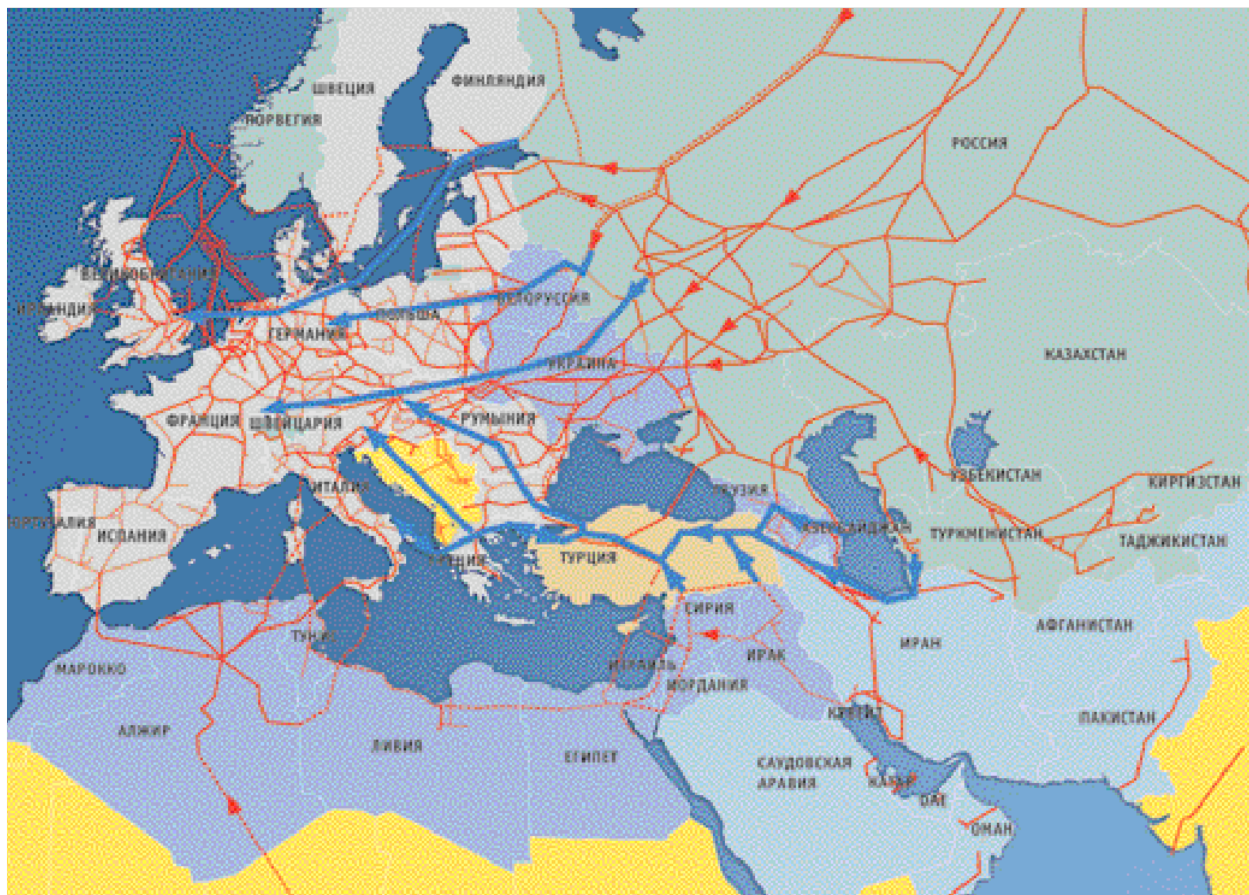 ФИНЛЯНДИЯ
ШВЕЦИЯ
НОРВЕГИЯ
РОССИЯ
ВЕЛИКОБРИТАНИЯ
ИРЛАНДИЯ
БЕЛОРУССИЯ
ПОЛЬША
ГЕРМАНИЯ
КАЗАХСТАН
УКРАИНА
ФРАНЦИЯ
ШВЕЙЦАРИЯ
РУМЫНИЯ
УЗБЕКИСТАН
КИРГИЗСТАН
ИТАЛИЯ
ГРУЗИЯ
ПОРТУГАЛИЯ
ИСПАНИЯ
АЗЕРБАЙДЖАН
ТУРКМЕНИСТАН
ТАДЖИКИСТАН
ГРЕЦИЯ
ТУРЦИЯ
СИРИЯ
АФГАНИСТАН
ТУНИС
ИРАН
МАРОККО
ИЗРАИЛЬ
ИРАК
ИОРДАНИЯ
КУВЕЙТ
ПАКИСТАН
АЛЖИР
ЛИВИЯ
ЕГИПЕТ
САУДОВСКАЯ
АРАВИЯ
КАТАР
ОАЕ
ОМАН